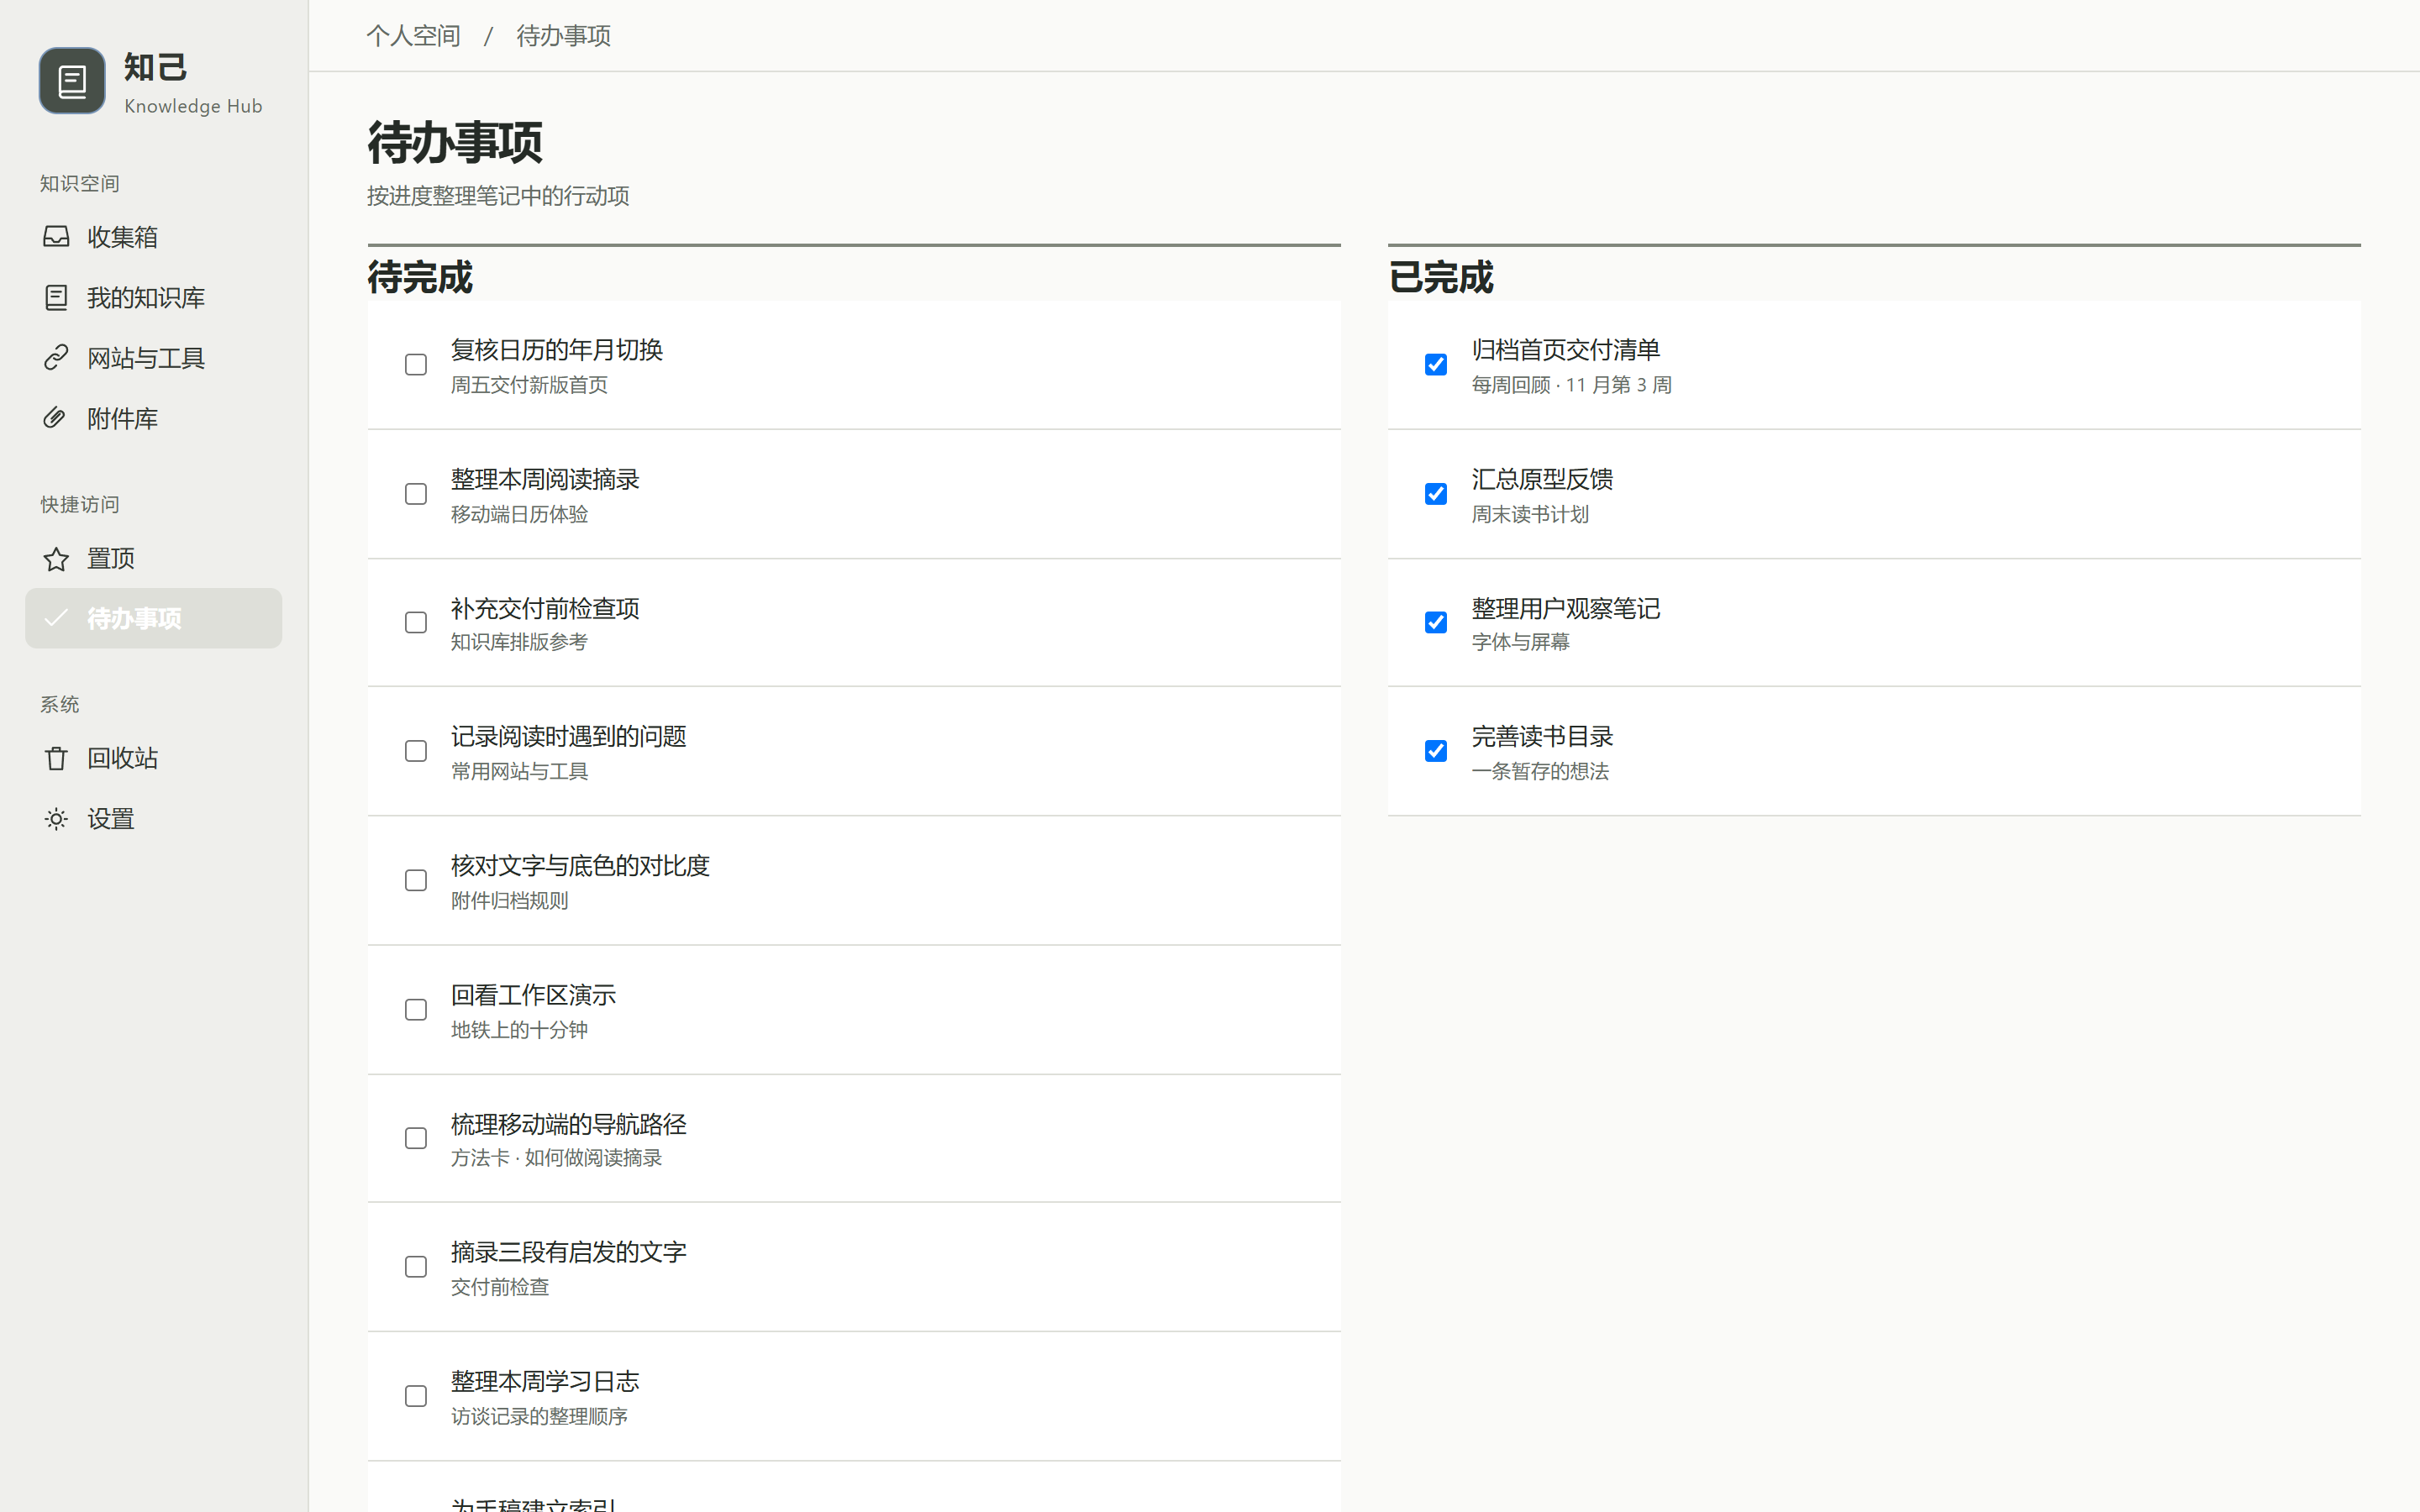 知己
Knowledge Hub
知识空间
收集箱
我的知识库
网站与工具
附件库
快捷访问
置顶
待办事项
系统
回收站
设置
个人空间 / 待办事项
待办事项
按进度整理笔记中的行动项
待完成
复核日历的年月切换
周五交付新版首页
整理本周阅读摘录
移动端日历体验
补充交付前检查项
知识库排版参考
记录阅读时遇到的问题
常用网站与工具
核对文字与底色的对比度
附件归档规则
回看工作区演示
地铁上的十分钟
梳理移动端的导航路径
方法卡 · 如何做阅读摘录
摘录三段有启发的文字
交付前检查
整理本周学习日志
访谈记录的整理顺序
为手稿建立索引
已完成
归档首页交付清单
每周回顾 · 11 月第 3 周
汇总原型反馈
周末读书计划
整理用户观察笔记
字体与屏幕
完善读书目录
一条暂存的想法